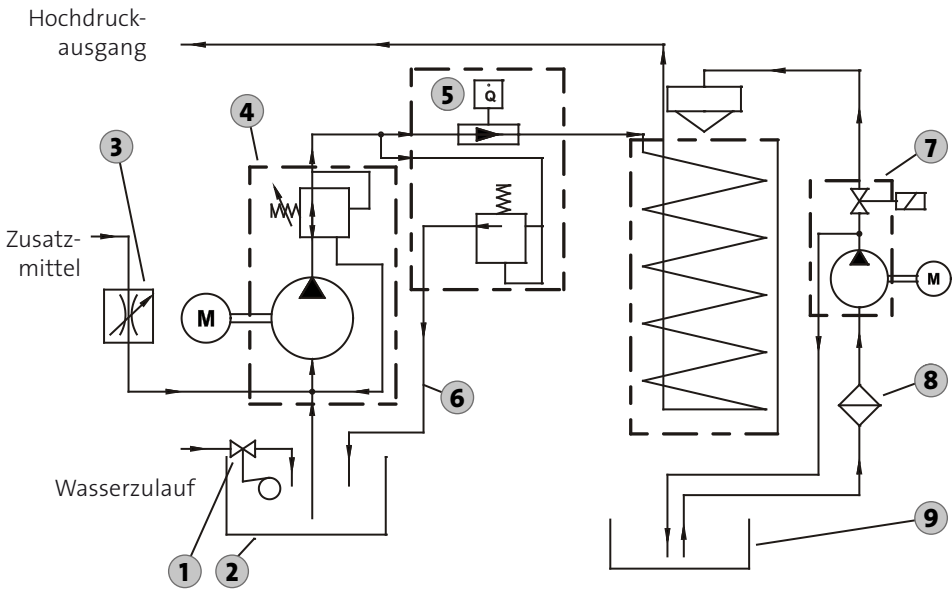 Hochdruck-
ausgang
5
Q̇
4
3
7
Zusatz-
mittel
M
M
6
8
Wasserzulauf
9
1
2